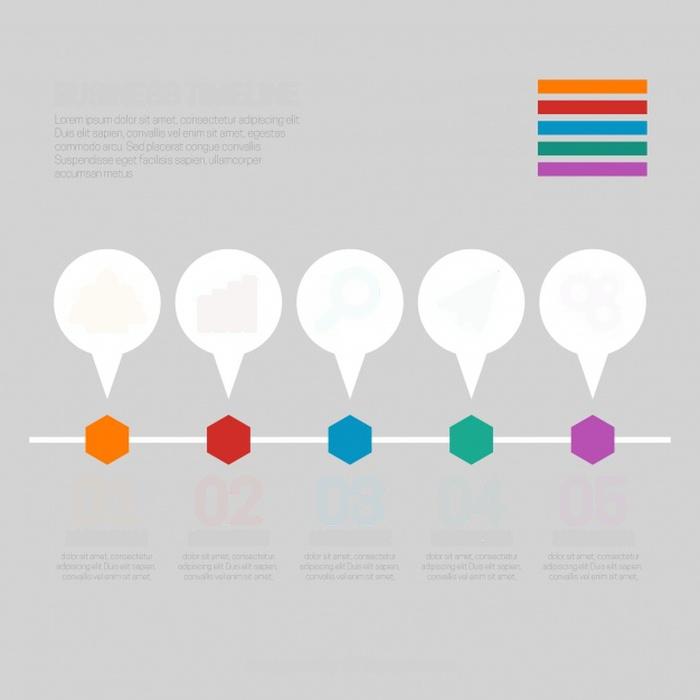 BUSINESS TIMELINE
Lorem ipsum dolor sit amet, consectetur adipiscing elit
Duis elit sapien, convallis vel enim sit amet, egestas
commodo arcu. Sed placerat congue convallis.
Suspendisse eget facilisis sapien, ullamcorper
accumsan metus
01
02
03
04
05
dolor sit amet, consectetur
adipiscing elit Duis elit sapien,
convallis vel enim sit amet,
dolor sit amet, consectetur
adipiscing elit Duis elit sapien,
convallis vel enim sit amet,
dolor sit amet, consectetur
adipiscing elit Duis elit sapien,
convallis vel enim sit amet,
dolor sit amet, consectetur
adipiscing elit Duis elit sapien,
convallis vel enim sit amet,
dolor sit amet, consectetur
adipiscing elit Duis elit sapien,
convallis vel enim sit amet,